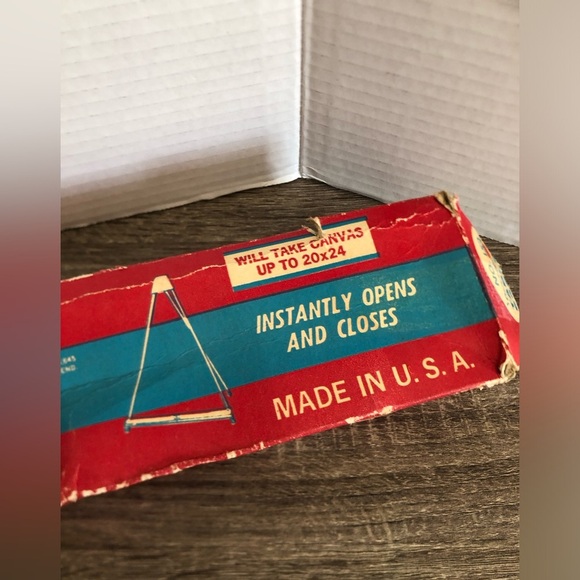 WILL TAKE CANVAS
UP TO 20x24
INSTANTLY OPENS
AND CLOSES
MADE IN U. S. A.